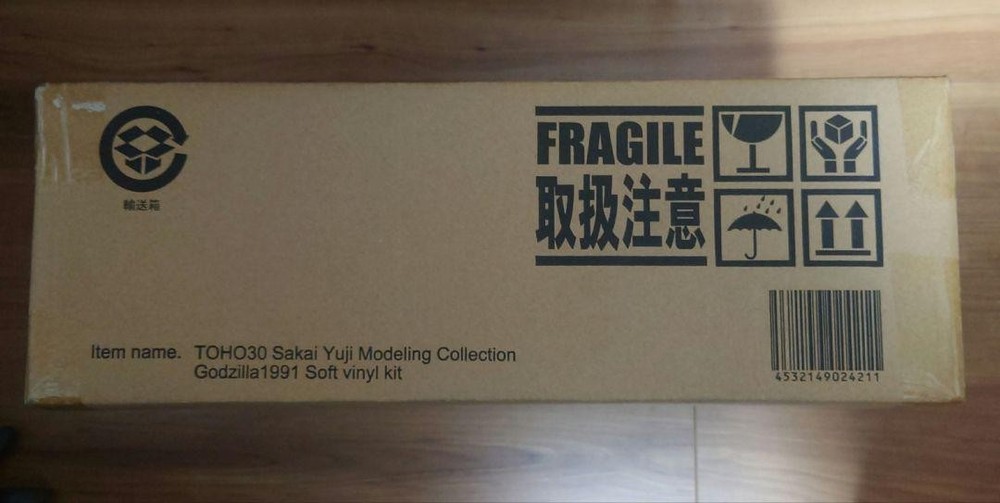 輸送箱
FRAGILE
取扱注意
Item name. TOHO30 Sakai Yuji Modeling Collection
Godzilla1991 Soft vinyl kit
4532149024211